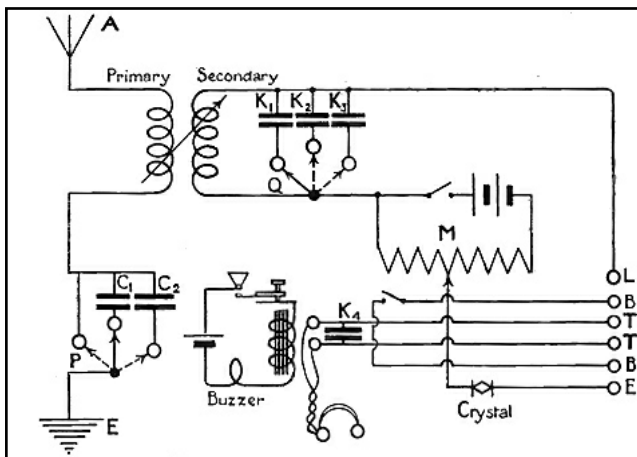 A
Primary Secondary
K₁ K₂ K₃
Q
M
L
C₁ C₂
B
K₄
T
P
T
B
Buzzer
E
Crystal
E